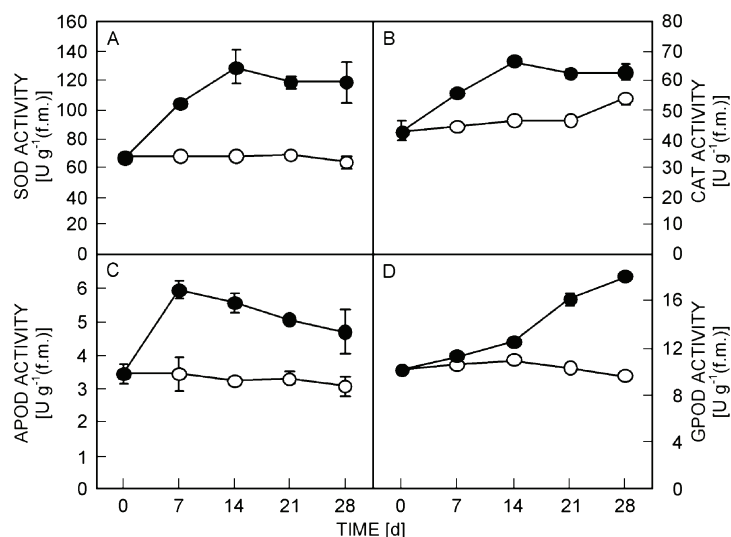 A
SOD ACTIVITY
[U g⁻¹(f.m.)]
160
140
120
100
80
60
40
20
0
B
CAT ACTIVITY
[U g⁻¹(f.m.)]
80
70
60
50
40
30
20
10
0
C
APOD ACTIVITY
[U g⁻¹(f.m.)]
6
5
4
3
2
1
0
D
GPOD ACTIVITY
[U g⁻¹(f.m.)]
16
12
8
4
0
0 7 14 21 28
0 7 14 21 28
TIME [d]